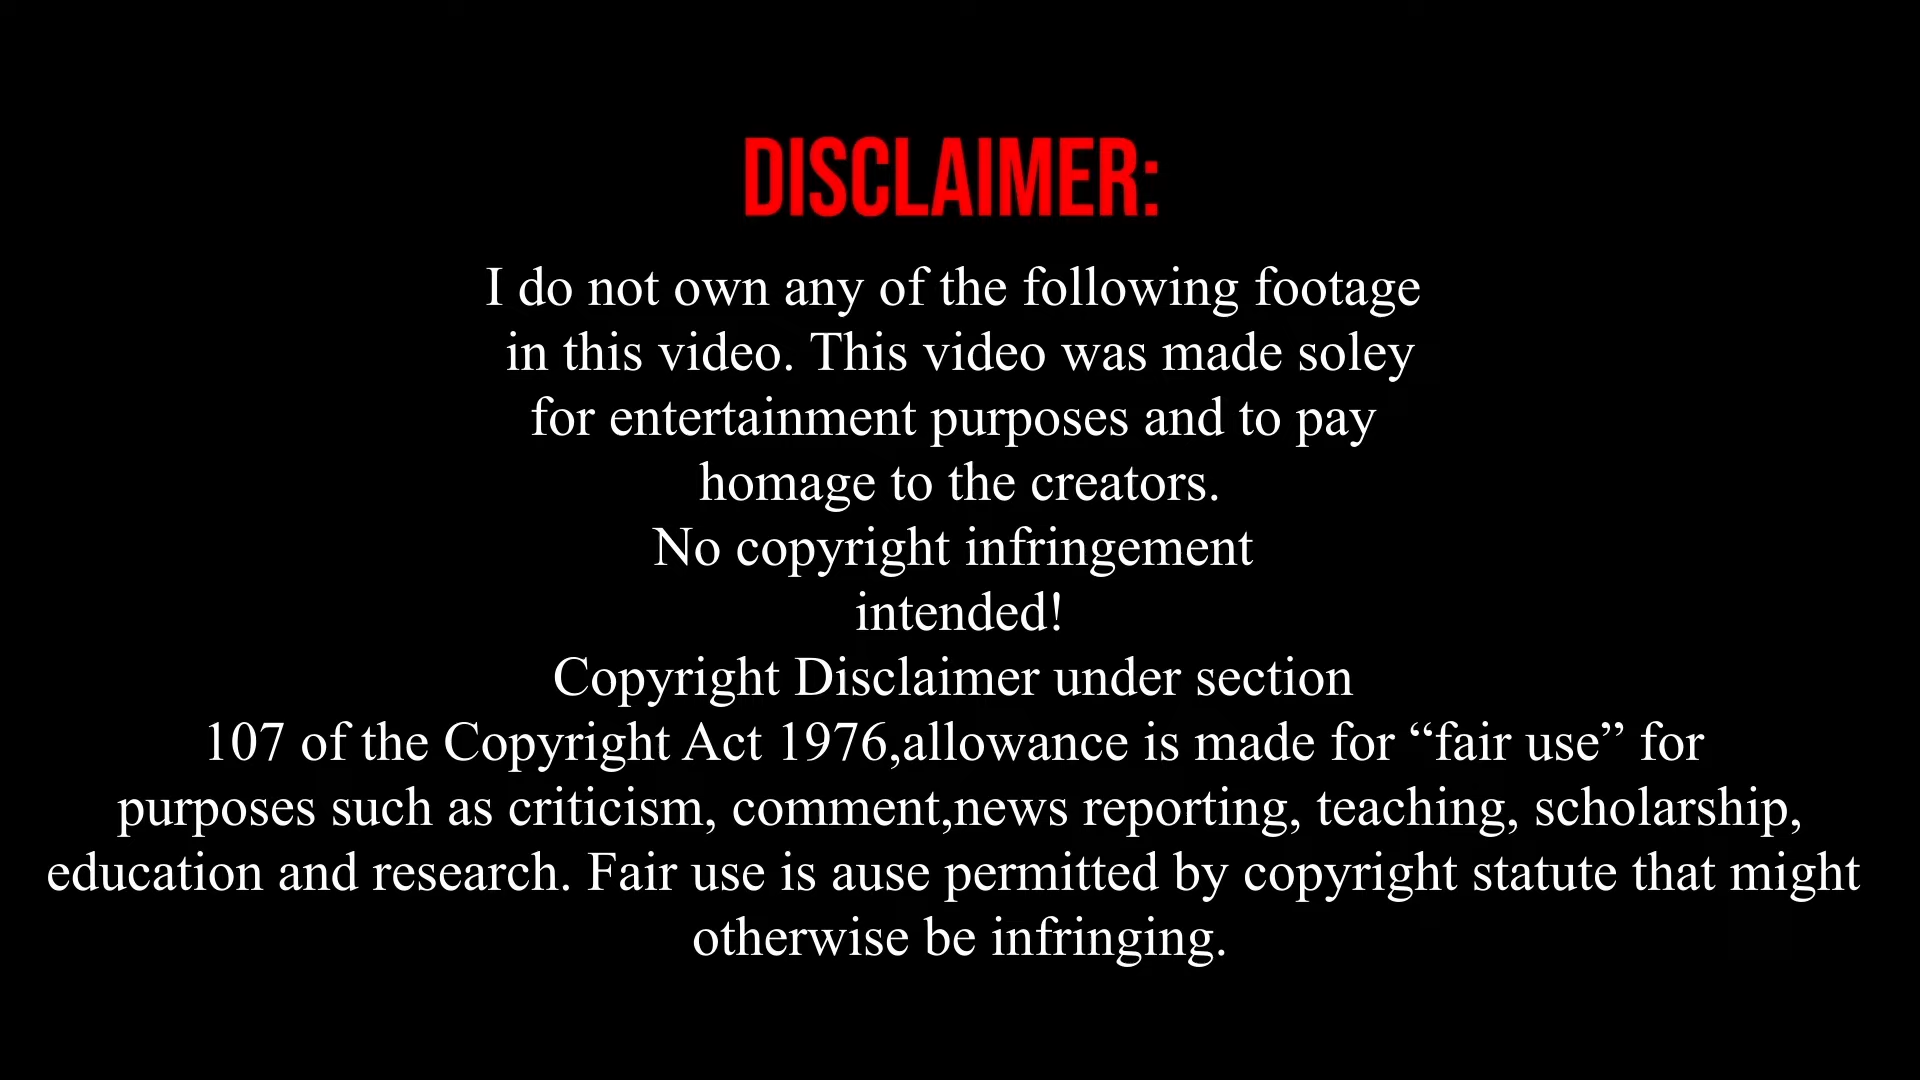 DISCLAIMER:
I do not own any of the following footage
in this video. This video was made soley
for entertainment purposes and to pay
homage to the creators.
No copyright infringement
intended!
Copyright Disclaimer under section
107 of the Copyright Act 1976,allowance is made for “fair use” for
purposes such as criticism, comment,news reporting, teaching, scholarship,
education and research. Fair use is ause permitted by copyright statute that might
otherwise be infringing.